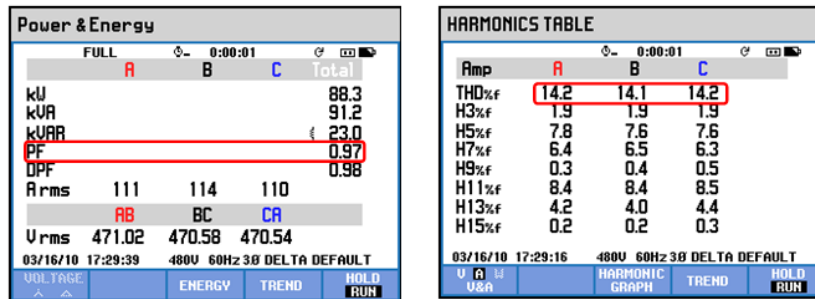 Power & Energy
FULL 0:00:01
A B C Total
kW 88.3
kVA 91.2
kVAR 23.0
PF 0.97
DPF 0.98
A rms 111 114 110
AB BC CA
V rms 471.02 470.58 470.54
03/16/10 17:29:39 480V 60Hz 3Ø DELTA DEFAULT
VOLTAGE ENERGY TREND HOLD
RUN
HARMONICS TABLE
0:00:01
Amp A B C
THD%f 14.2 14.1 14.2
H3%f 1.9 1.9 1.9
H5%f 7.8 7.6 7.6
H7%f 6.4 6.5 6.3
H9%f 0.3 0.4 0.5
H11%f 8.4 8.4 8.5
H13%f 4.2 4.0 4.4
H15%f 0.2 0.2 0.3
03/16/10 17:29:16 480V 60Hz 3Ø DELTA DEFAULT
V A W HARMONIC TREND HOLD
V&A GRAPH RUN